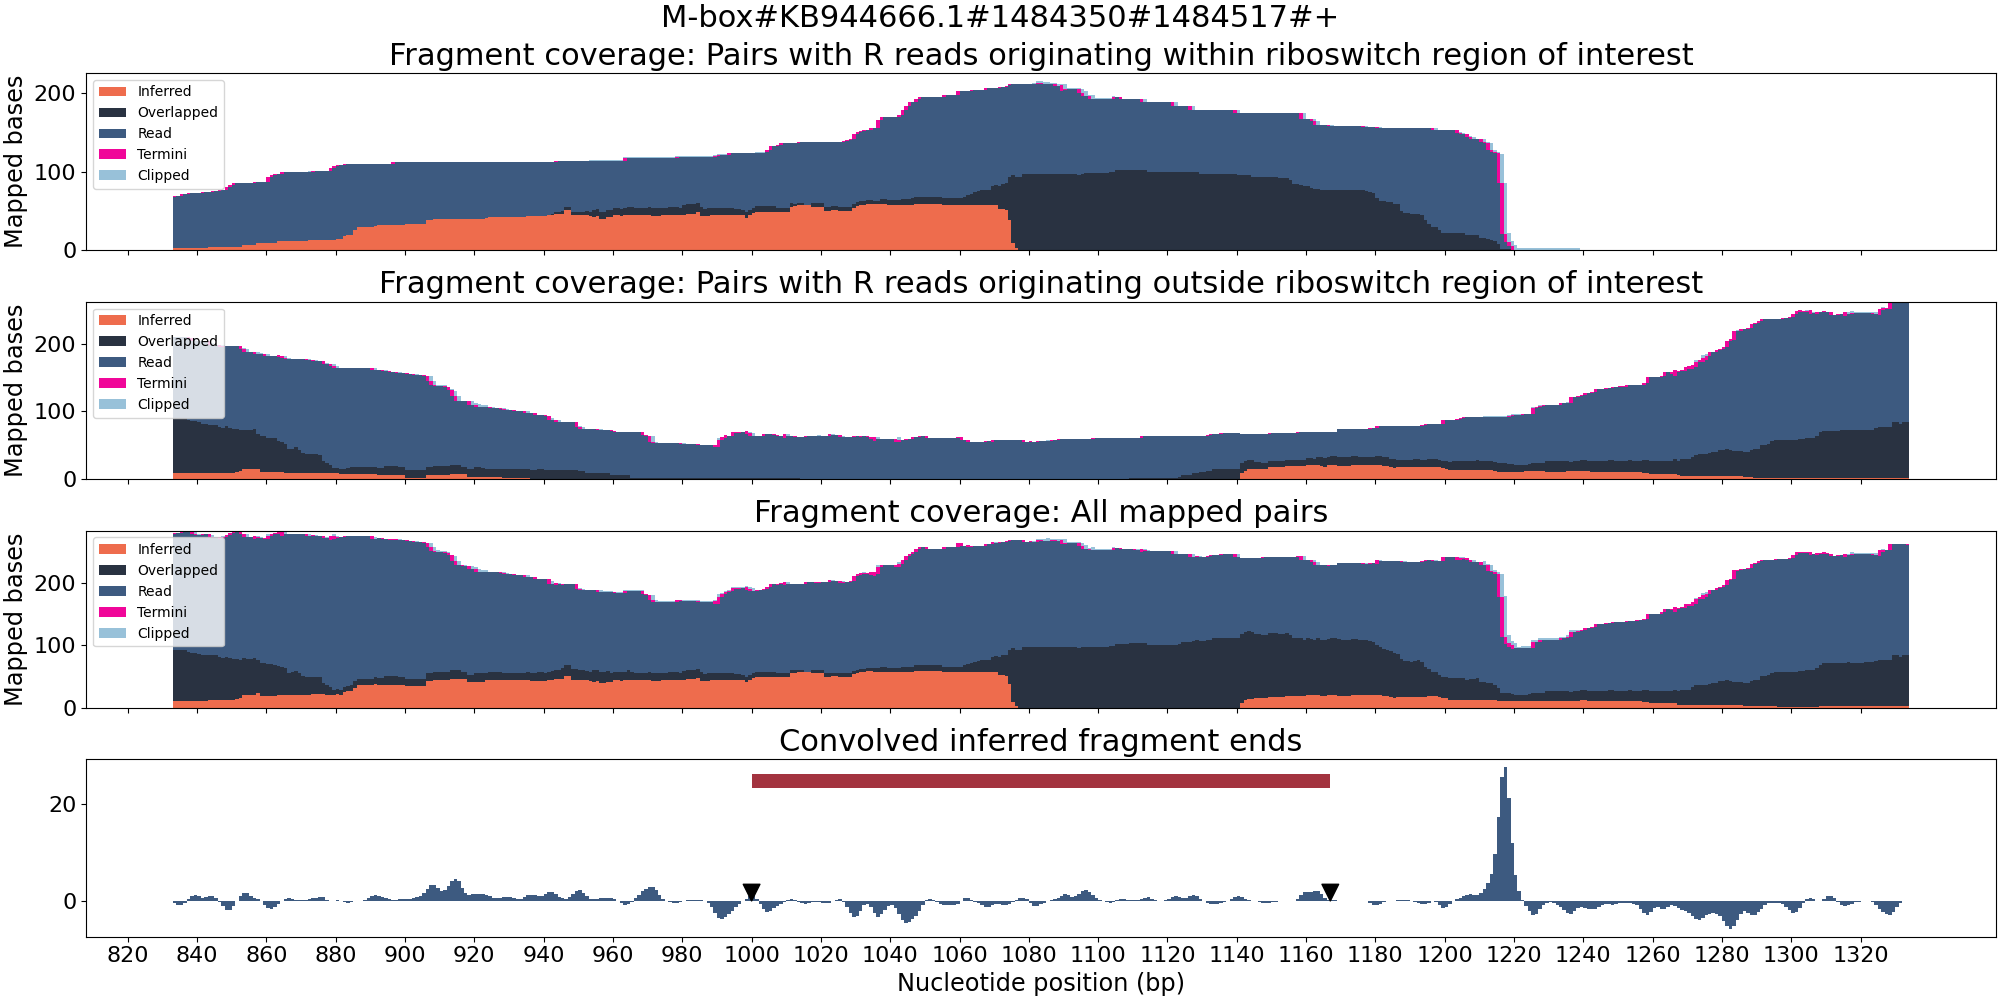 M-box#KB944666.1#1484350#1484517#+
Fragment coverage: Pairs with R reads originating within riboswitch region of interest
Mapped bases
200
100
0
Inferred
Overlapped
Read
Termini
Clipped
Fragment coverage: Pairs with R reads originating outside riboswitch region of interest
Mapped bases
200
100
0
Inferred
Overlapped
Read
Termini
Clipped
Fragment coverage: All mapped pairs
Mapped bases
200
100
0
Inferred
Overlapped
Read
Termini
Clipped
Convolved inferred fragment ends
20
0
820 840 860 880 900 920 940 960 980 1000 1020 1040 1060 1080 1100 1120 1140 1160 1180 1200 1220 1240 1260 1280 1300 1320
Nucleotide position (bp)